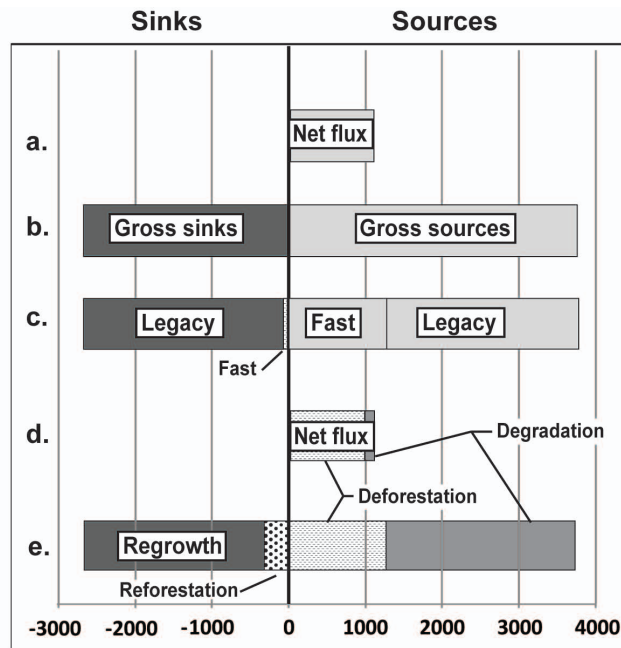 Sinks Sources
a. Net flux
b. Gross sinks Gross sources
c. Legacy Fast Legacy
Fast
d. Net flux Degradation
Deforestation
e. Regrowth
Reforestation
-3000 -2000 -1000 0 1000 2000 3000 4000